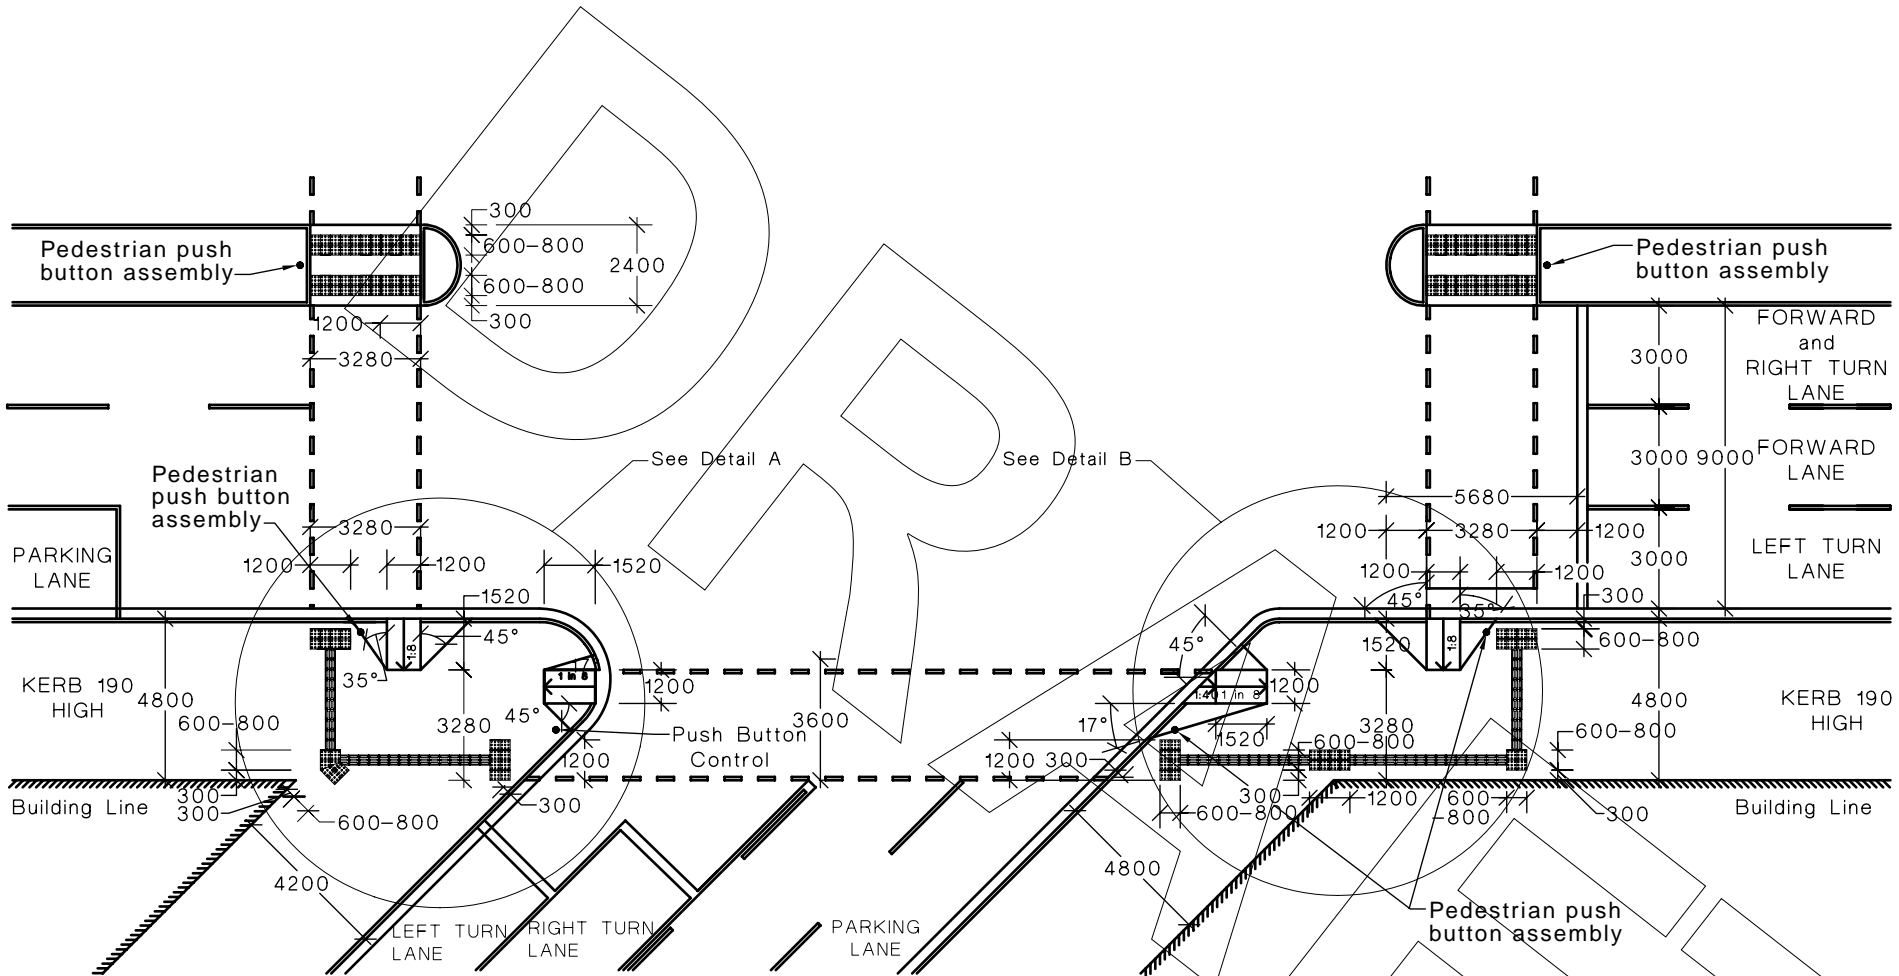 300
600-800
2400
600-800
300
Pedestrian push
button assembly
1200
3280
Pedestrian push
button assembly
FORWARD
and
RIGHT TURN
LANE
3000
3000
9000
FORWARD
LANE
3000
LEFT TURN
LANE
See Detail A
See Detail B
Pedestrian
push button
assembly
3280
1200
1200
1520
PARKING
LANE
1520
45°
35°
1:8
KERB 190
HIGH
4800
600-800
3280
1 in 8
45°
1200
3600
Push Button
Control
1200
300
300
Building Line
600-800
300
4200
LEFT TURN
LANE
RIGHT TURN
LANE
PARKING
LANE
5680
1200
3280
1200
1200
1200
45°
35°
300
600-800
1520
1:8
45°
1:40
1 in 8
1200
17°
1520
3280
1200
300
600-800
4800
KERB 190
HIGH
600-800
300
600-800
1200
600
-800
300
Building Line
4800
Pedestrian push
button assembly
DR